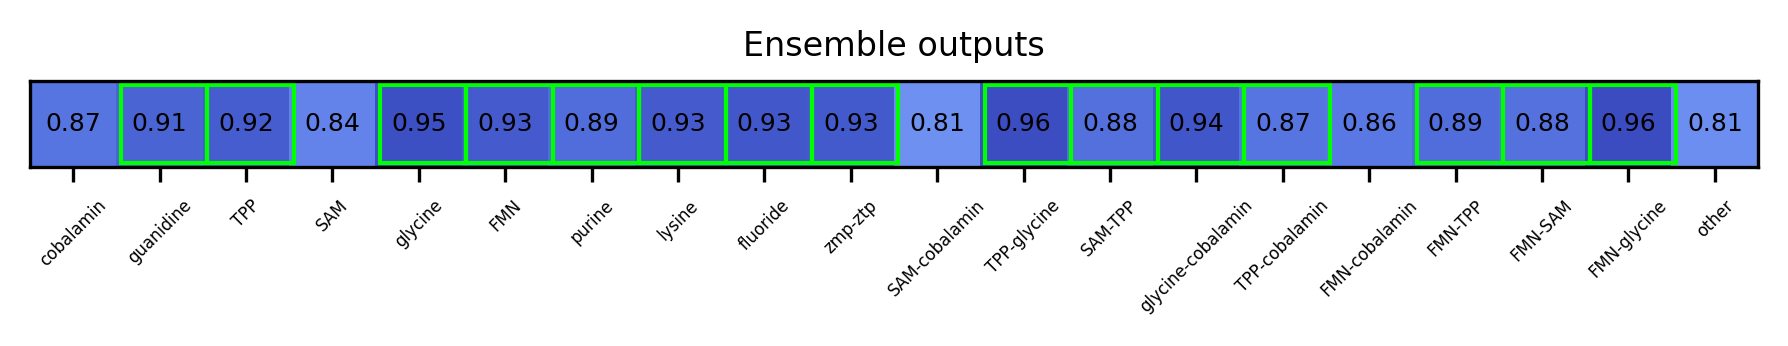 Ensemble outputs
0.87 0.91 0.92 0.84 0.95 0.93 0.89 0.93 0.93 0.93 0.81 0.96 0.88 0.94 0.87 0.86 0.89 0.88 0.96 0.81
cobalamin guanidine TPP SAM glycine FMN purine lysine fluoride zmp-ztp SAM-cobalamin TPP-glycine SAM-TPP glycine-cobalamin TPP-cobalamin FMN-cobalamin FMN-TPP FMN-SAM FMN-glycine other